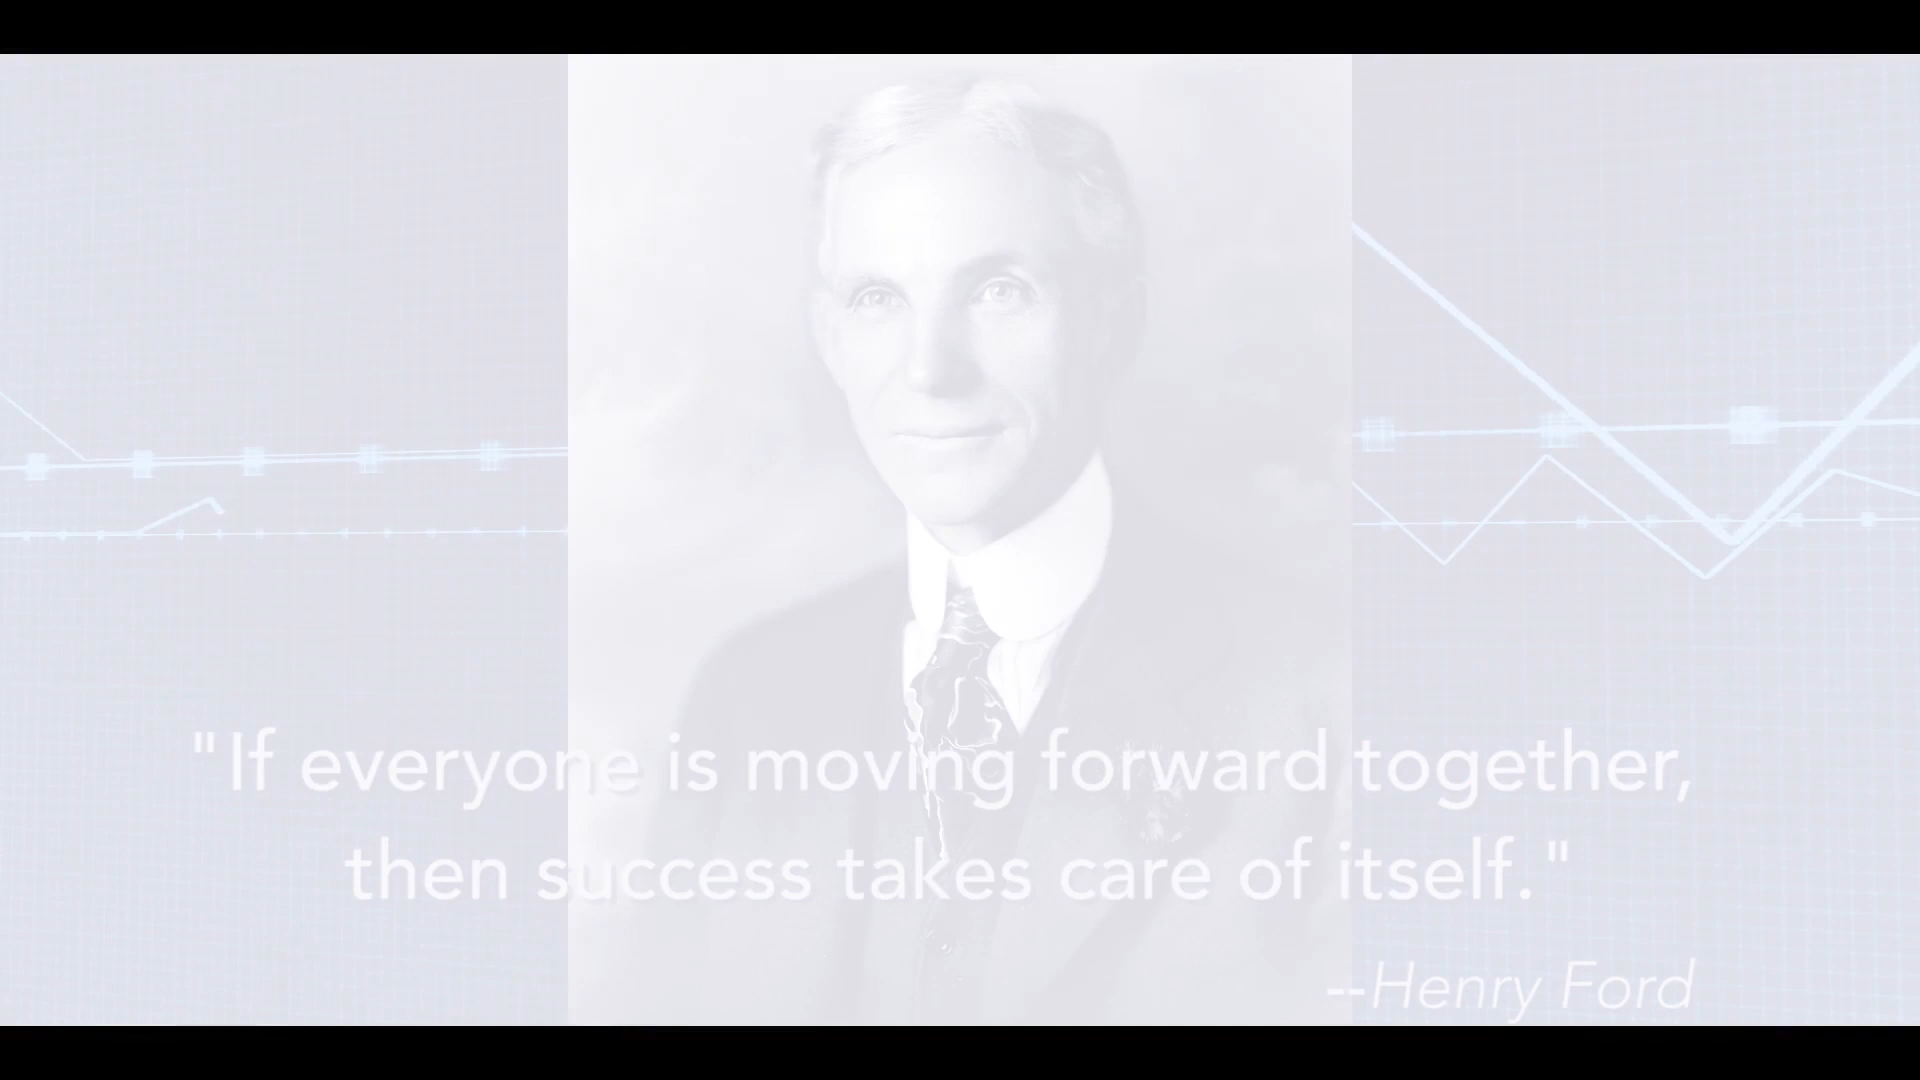 "If everyone is moving forward together,
then success takes care of itself."
--Henry Ford